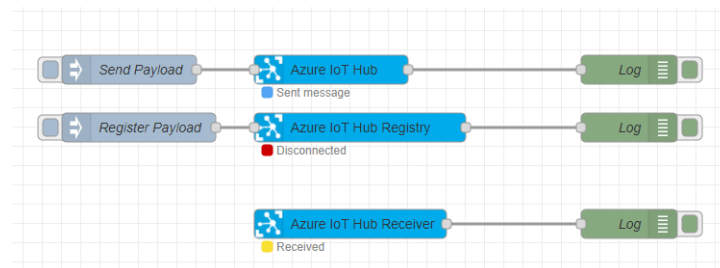 Send Payload
Azure IoT Hub
Log
Sent message
Register Payload
Azure IoT Hub Registry
Log
Disconnected
Azure IoT Hub Receiver
Log
Received